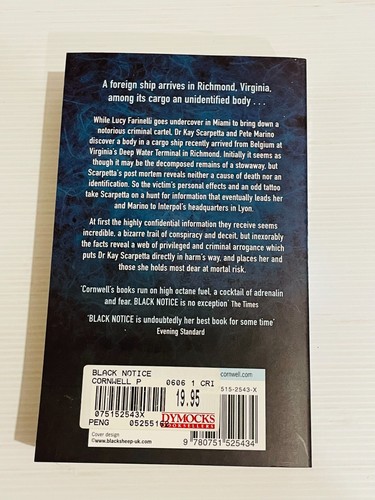 A foreign ship arrives in Richmond, Virginia,
among its cargo an unidentified body . . .
While Lucy Farinelli goes undercover in Miami to bring down a
notorious criminal cartel, Dr Kay Scarpetta and Pete Marino
discover a body in a cargo ship recently arrived from Belgium at
Virginia's Deep Water Terminal in Richmond. Initially it seems as
though it may be the decomposed remains of a stowaway, but
Scarpetta's post mortem reveals neither a cause of death nor an
identification. So the victim's personal effects and an odd tattoo
take Scarpetta on a hunt for information that eventually leads her
and Marino to Interpol's headquarters in Lyon.
At first the highly confidential information they receive seems
incredible, a bizarre trail of conspiracy and deceit, but inexorably
the facts reveal a web of privileged and criminal arrogance which
puts Dr Kay Scarpetta directly in harm's way, and places her and
those she holds most dear at mortal risk.
'Cornwell's books run on high octane fuel, a cocktail of adrenalin
and fear. BLACK NOTICE is no exception' The Times
'BLACK NOTICE is undoubtedly her best book for some time'
Evening Standard
BLACK NOTICE
CORNWELL P 0606 1 CRI
19.95
075152543X
PENG 0525519
DYMOCKS
BOOKSELLERS
cornwell.com
515-2543-X
9 780751 525434
Cover design
©www.blacksheep-uk.com